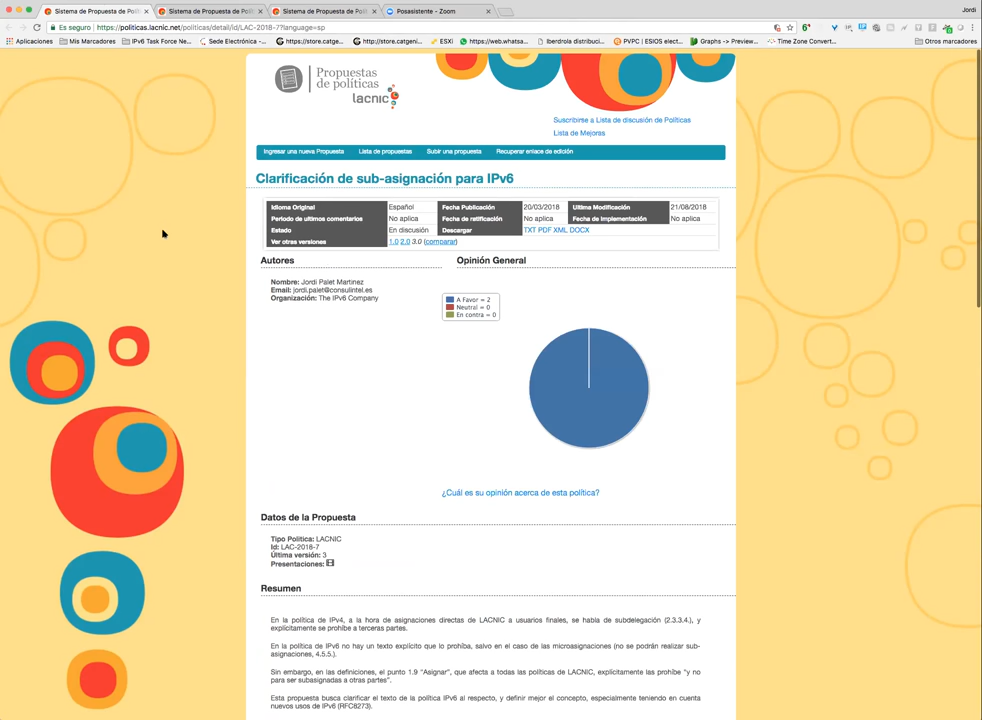 Sistema de Propuesta de Polí
Sistema de Propuesta de Polí
Sistema de Propuesta de Polí
Posasistente - Zoom
Jordi
Es seguro | https://politicas.lacnic.net/politicas/detail/id/LAC-2018-7?language=sp
Aplicaciones
Mis Marcadores
IPv6 Task Force Ne...
Sede Electrónica -...
https://store.catge...
http://store.catgeni...
ESXi
https://web.whatsa...
Iberdrola distribuci...
PVPC | ESIOS elect...
Graphs -> Preview...
Time Zone Convert...
Otros marcadores
Propuestas
de políticas
lacnic
Suscribirse a Lista de discusión de Políticas
Lista de Mejoras
Ingresar una nueva Propuesta Lista de propuestas Subir una propuesta Recuperar enlace de edición
Clarificación de sub-asignación para IPv6
Idioma Original Español Fecha Publicación 20/03/2018 Ultima Modificación 21/08/2018
Periodo de ultimos comentarios No aplica Fecha de ratificación No aplica Fecha de Implementación No aplica
Estado En discusión Descargar TXT PDF XML DOCX
Ver otras versiones 1.0 2.0 3.0 (comparar)
Autores
Opinión General
Nombre: Jordi Palet Martinez
Email: jordi.palet@consulintel.es
Organización: The IPv6 Company
A Favor = 2
Neutral = 0
En contra = 0
¿Cuál es su opinión acerca de esta política?
Datos de la Propuesta
Tipo Política: LACNIC
Id: LAC-2018-7
Última versión: 3
Presentaciones:
Resumen
En la política de IPv4, a la hora de asignaciones directas de LACNIC a usuarios finales, se habla de subdelegación (2.3.3.4.), y
explícitamente se prohíbe a terceras partes.
En la política de IPv6 no hay un texto explícito que lo prohíba, salvo en el caso de las microasignaciones (no se podrán realizar sub-
asignaciones, 4.5.5.).
Sin embargo, en las definiciones, el punto 1.9 "Asignar", que afecta a todas las políticas de LACNIC, explícitamente las prohíbe "y no
para ser subasignadas a otras partes".
Esta propuesta busca clarificar el texto de la política IPv6 al respecto, y definir mejor el concepto, especialmente teniendo en cuenta
nuevos usos de IPv6 (RFC8273).